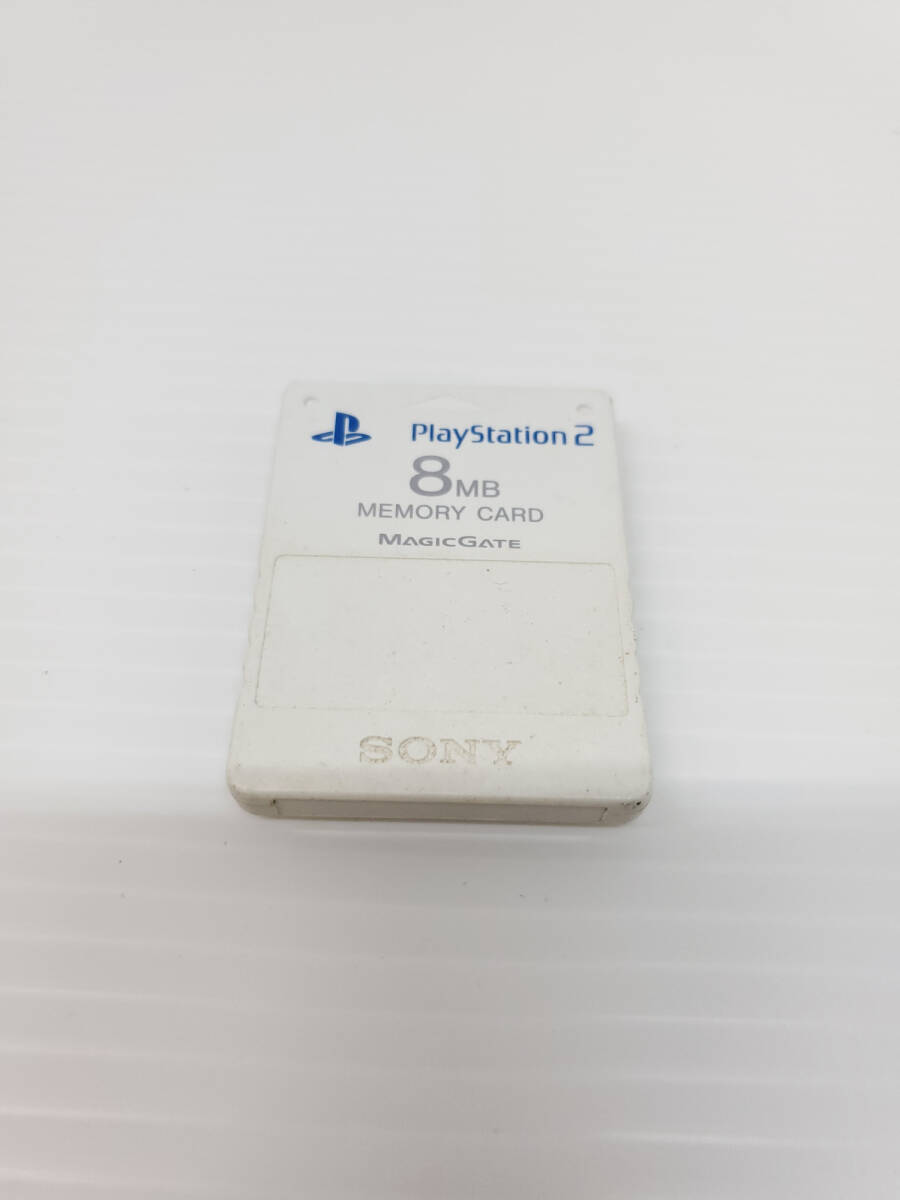 PlayStation 2
8MB
MEMORY CARD
MAGICGATE
SONY